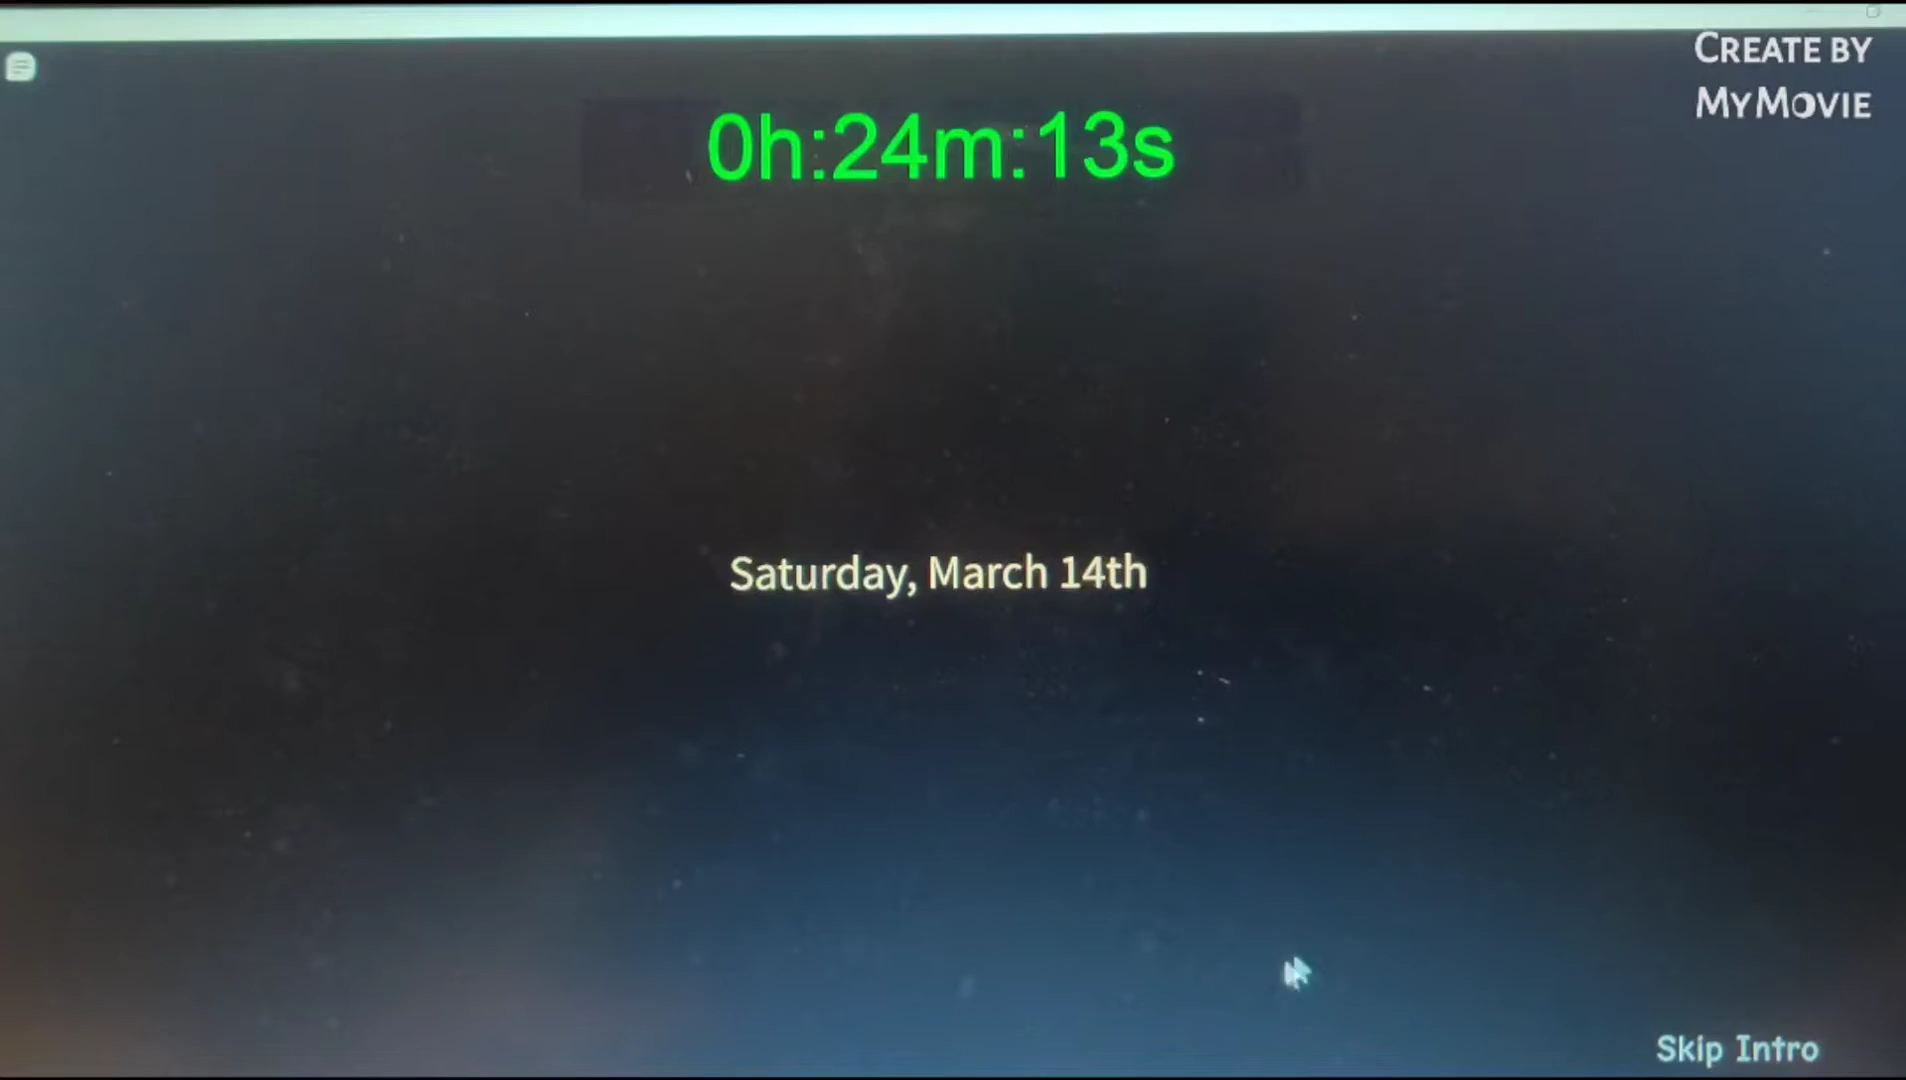 CREATE BY
MYMOVIE
0h:24m:13s
Saturday, March 14th
Skip Intro